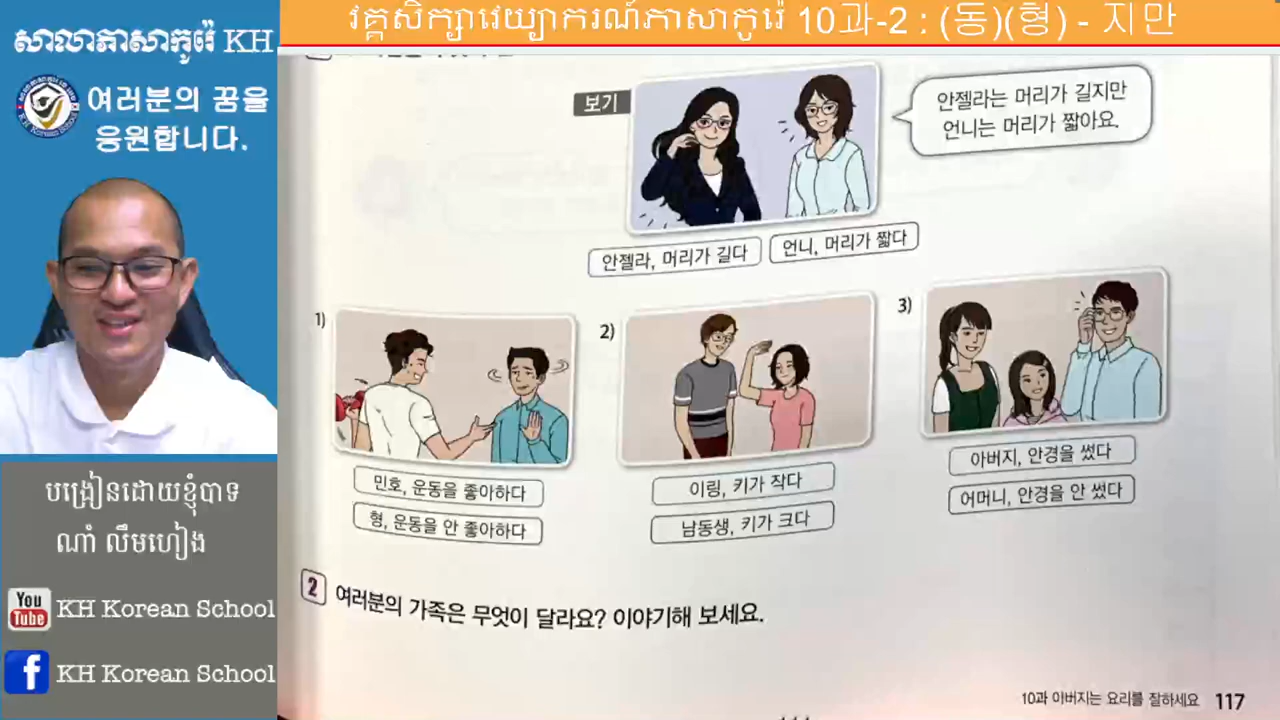 វគ្គសិក្សាវេយ្យាករណ៍ភាសាកូរ៉េ 10과-2 : (동)(형) - 지만
សាលាភាសាកូរ៉េ KH
여러분의 꿈을
응원합니다.
បង្រៀនដោយខ្ញុំបាទ
ណាំ លឹមហៀង
You
Tube
KH Korean School
f
KH Korean School
보기
안젤라는 머리가 길지만
언니는 머리가 짧아요.
안젤라, 머리가 길다
언니, 머리가 짧다
1)
2)
3)
민호, 운동을 좋아하다
형, 운동을 안 좋아하다
이링, 키가 작다
남동생, 키가 크다
아버지, 안경을 썼다
어머니, 안경을 안 썼다
2 여러분의 가족은 무엇이 달라요? 이야기해 보세요.
10과 아버지는 요리를 잘하세요 117